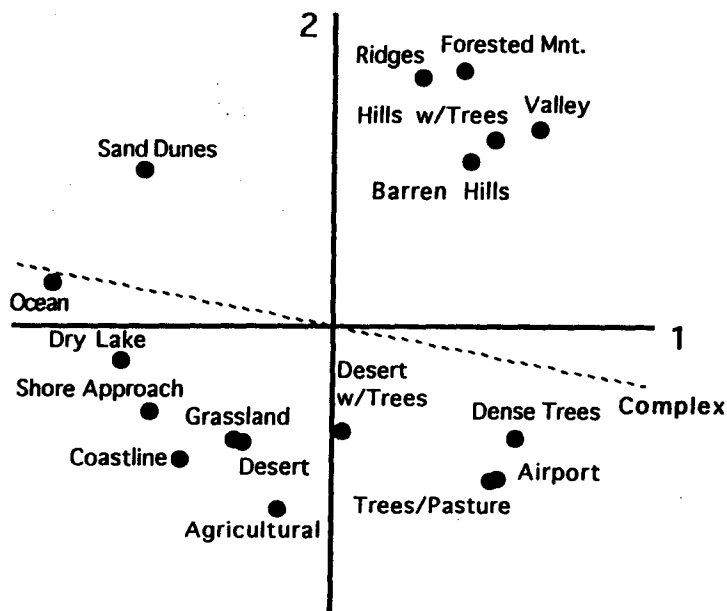 2
Forested Mnt.
Ridges
Hills w/Trees
Valley
Sand Dunes
Barren Hills
Ocean
1
Dry Lake
Desert
w/Trees
Shore Approach
Complex
Grassland
Dense Trees
Coastline
Desert
Airport
Trees/Pasture
Agricultural